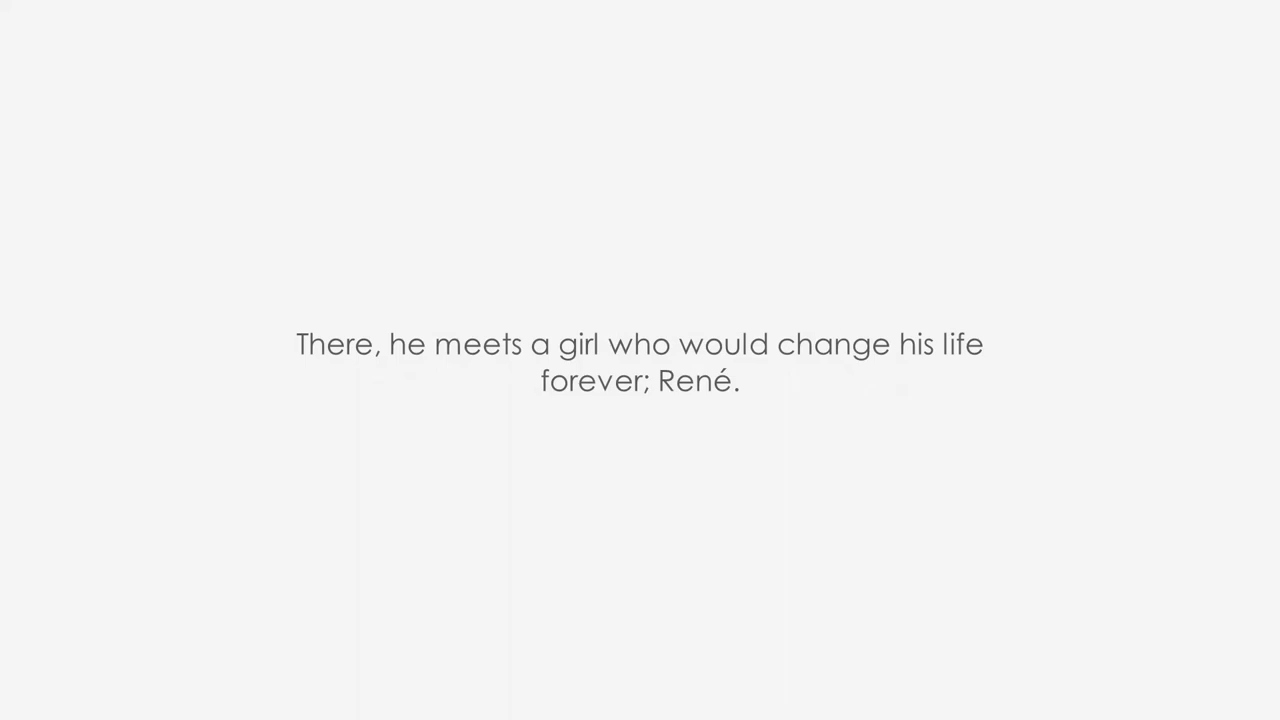 There, he meets a girl who would change his life
forever; René.